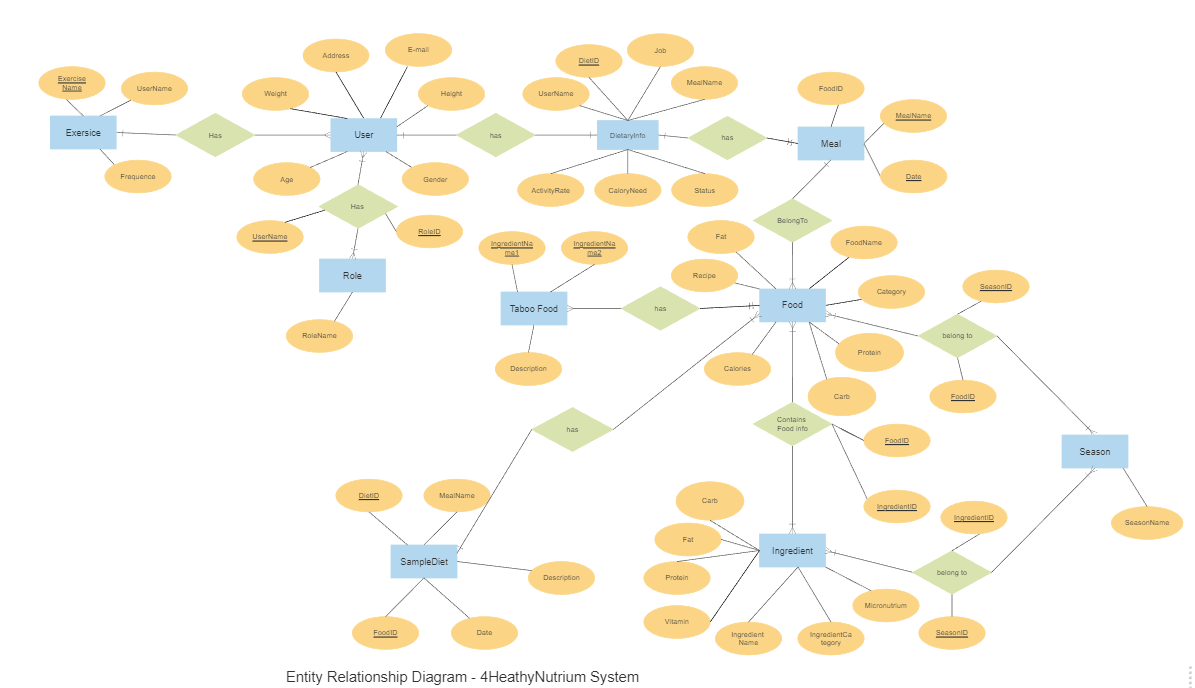 E-mail
Address
Job
DietID
Exercise
Name
UserName
Weight
Height
UserName
MealName
FoodID
MealName
Exersice
Has
User
has
DietaryInfo
has
Meal
Frequence
Age
Gender
ActivityRate
CaloryNeed
Status
Date
Has
UserName
RoleID
BelongTo
IngredientNa
me1
IngredientNa
me2
Fat
FoodName
Role
Recipe
Category
SeasonID
Taboo Food
has
Food
RoleName
belong to
Description
Calories
Protein
Carb
FoodID
has
Contains
Food info
FoodID
Season
DietID
MealName
Carb
IngredientID
IngredientID
SeasonName
Fat
SampleDiet
Ingredient
Description
Protein
belong to
Micronutrium
Vitamin
FoodID
Date
Ingredient
Name
IngredientCa
tegory
SeasonID
Entity Relationship Diagram - 4HeathyNutrium System